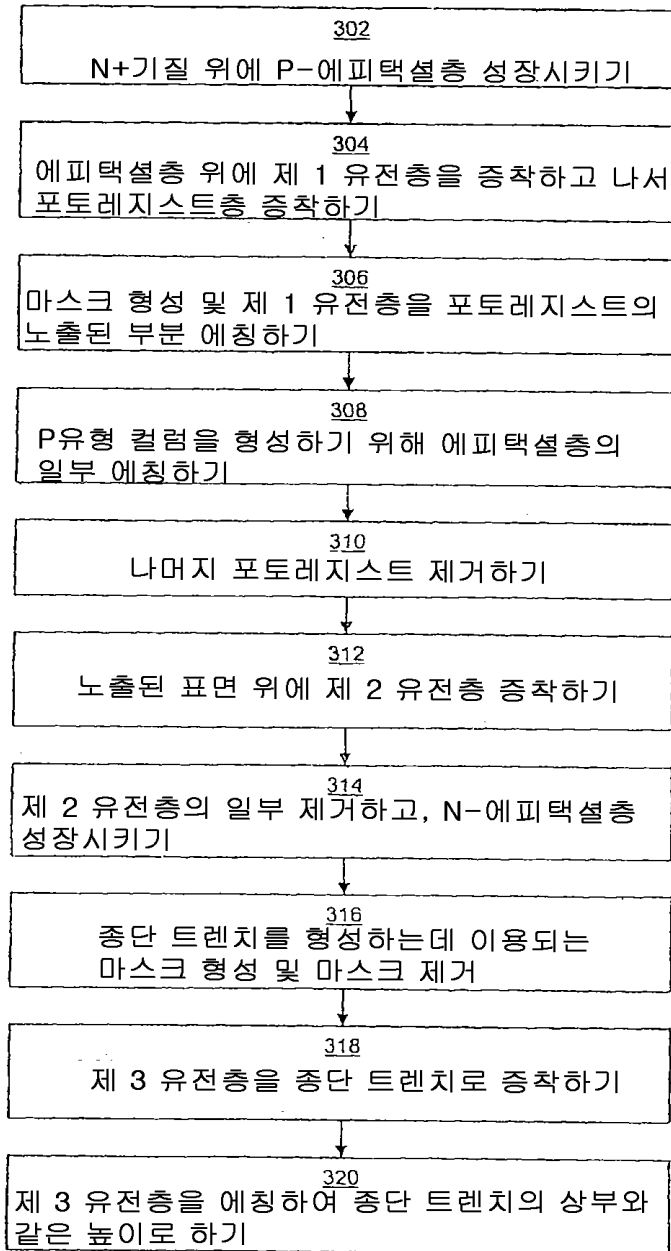 302
N+기질 위에 P-에피택셜층 성장시키기
304
에피택셜층 위에 제 1 유전층을 증착하고 나서
포토레지스트층 증착하기
306
마스크 형성 및 제 1 유전층을 포토레지스트의
노출된 부분 에칭하기
308
P유형 컬럼을 형성하기 위해 에피택셜층의
일부 에칭하기
310
나머지 포토레지스트 제거하기
312
노출된 표면 위에 제 2 유전층 증착하기
314
제 2 유전층의 일부 제거하고, N-에피택셜층
성장시키기
316
종단 트렌치를 형성하는데 이용되는
마스크 형성 및 마스크 제거
318
제 3 유전층을 종단 트렌치로 증착하기
320
제 3 유전층을 에칭하여 종단 트렌치의 상부와
같은 높이로 하기